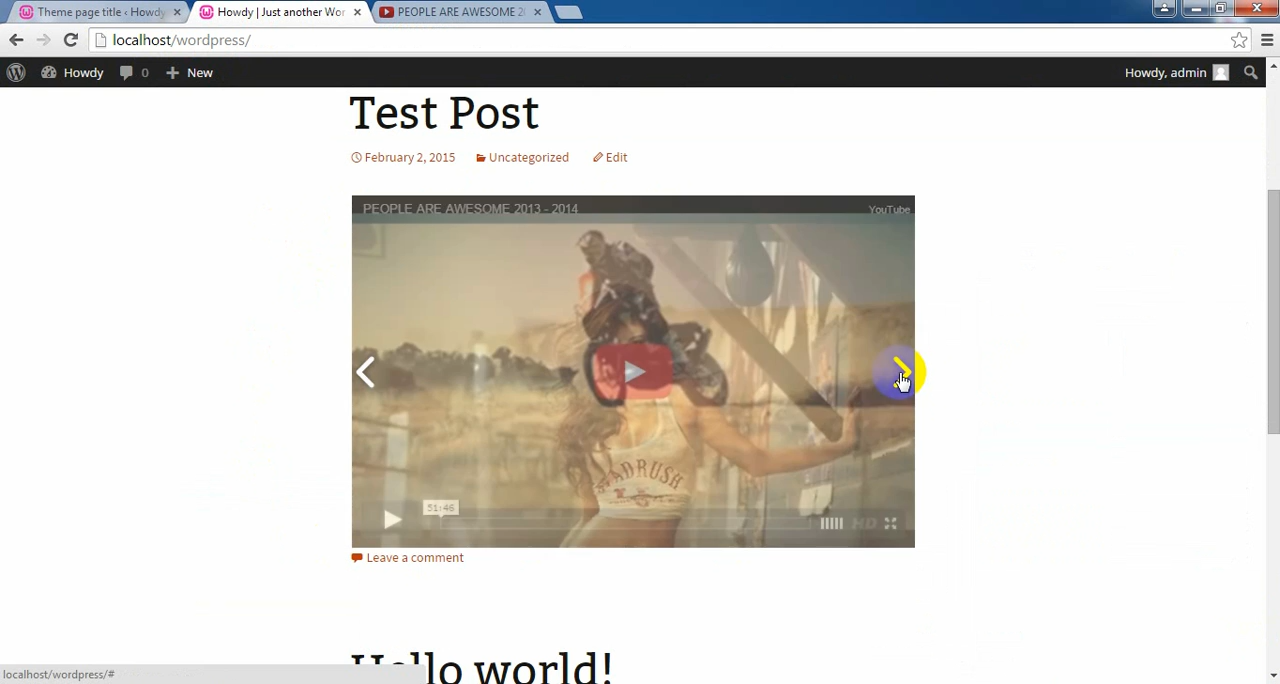 Theme page title ‹ Howdy
Howdy | Just another Wor
PEOPLE ARE AWESOME 20
localhost/wordpress/
Howdy 0 New
Howdy, admin
Test Post
February 2, 2015 Uncategorized Edit
PEOPLE ARE AWESOME 2013 - 2014
YouTube
51:46
HD
Leave a comment
Hello world!
localhost/wordpress/#